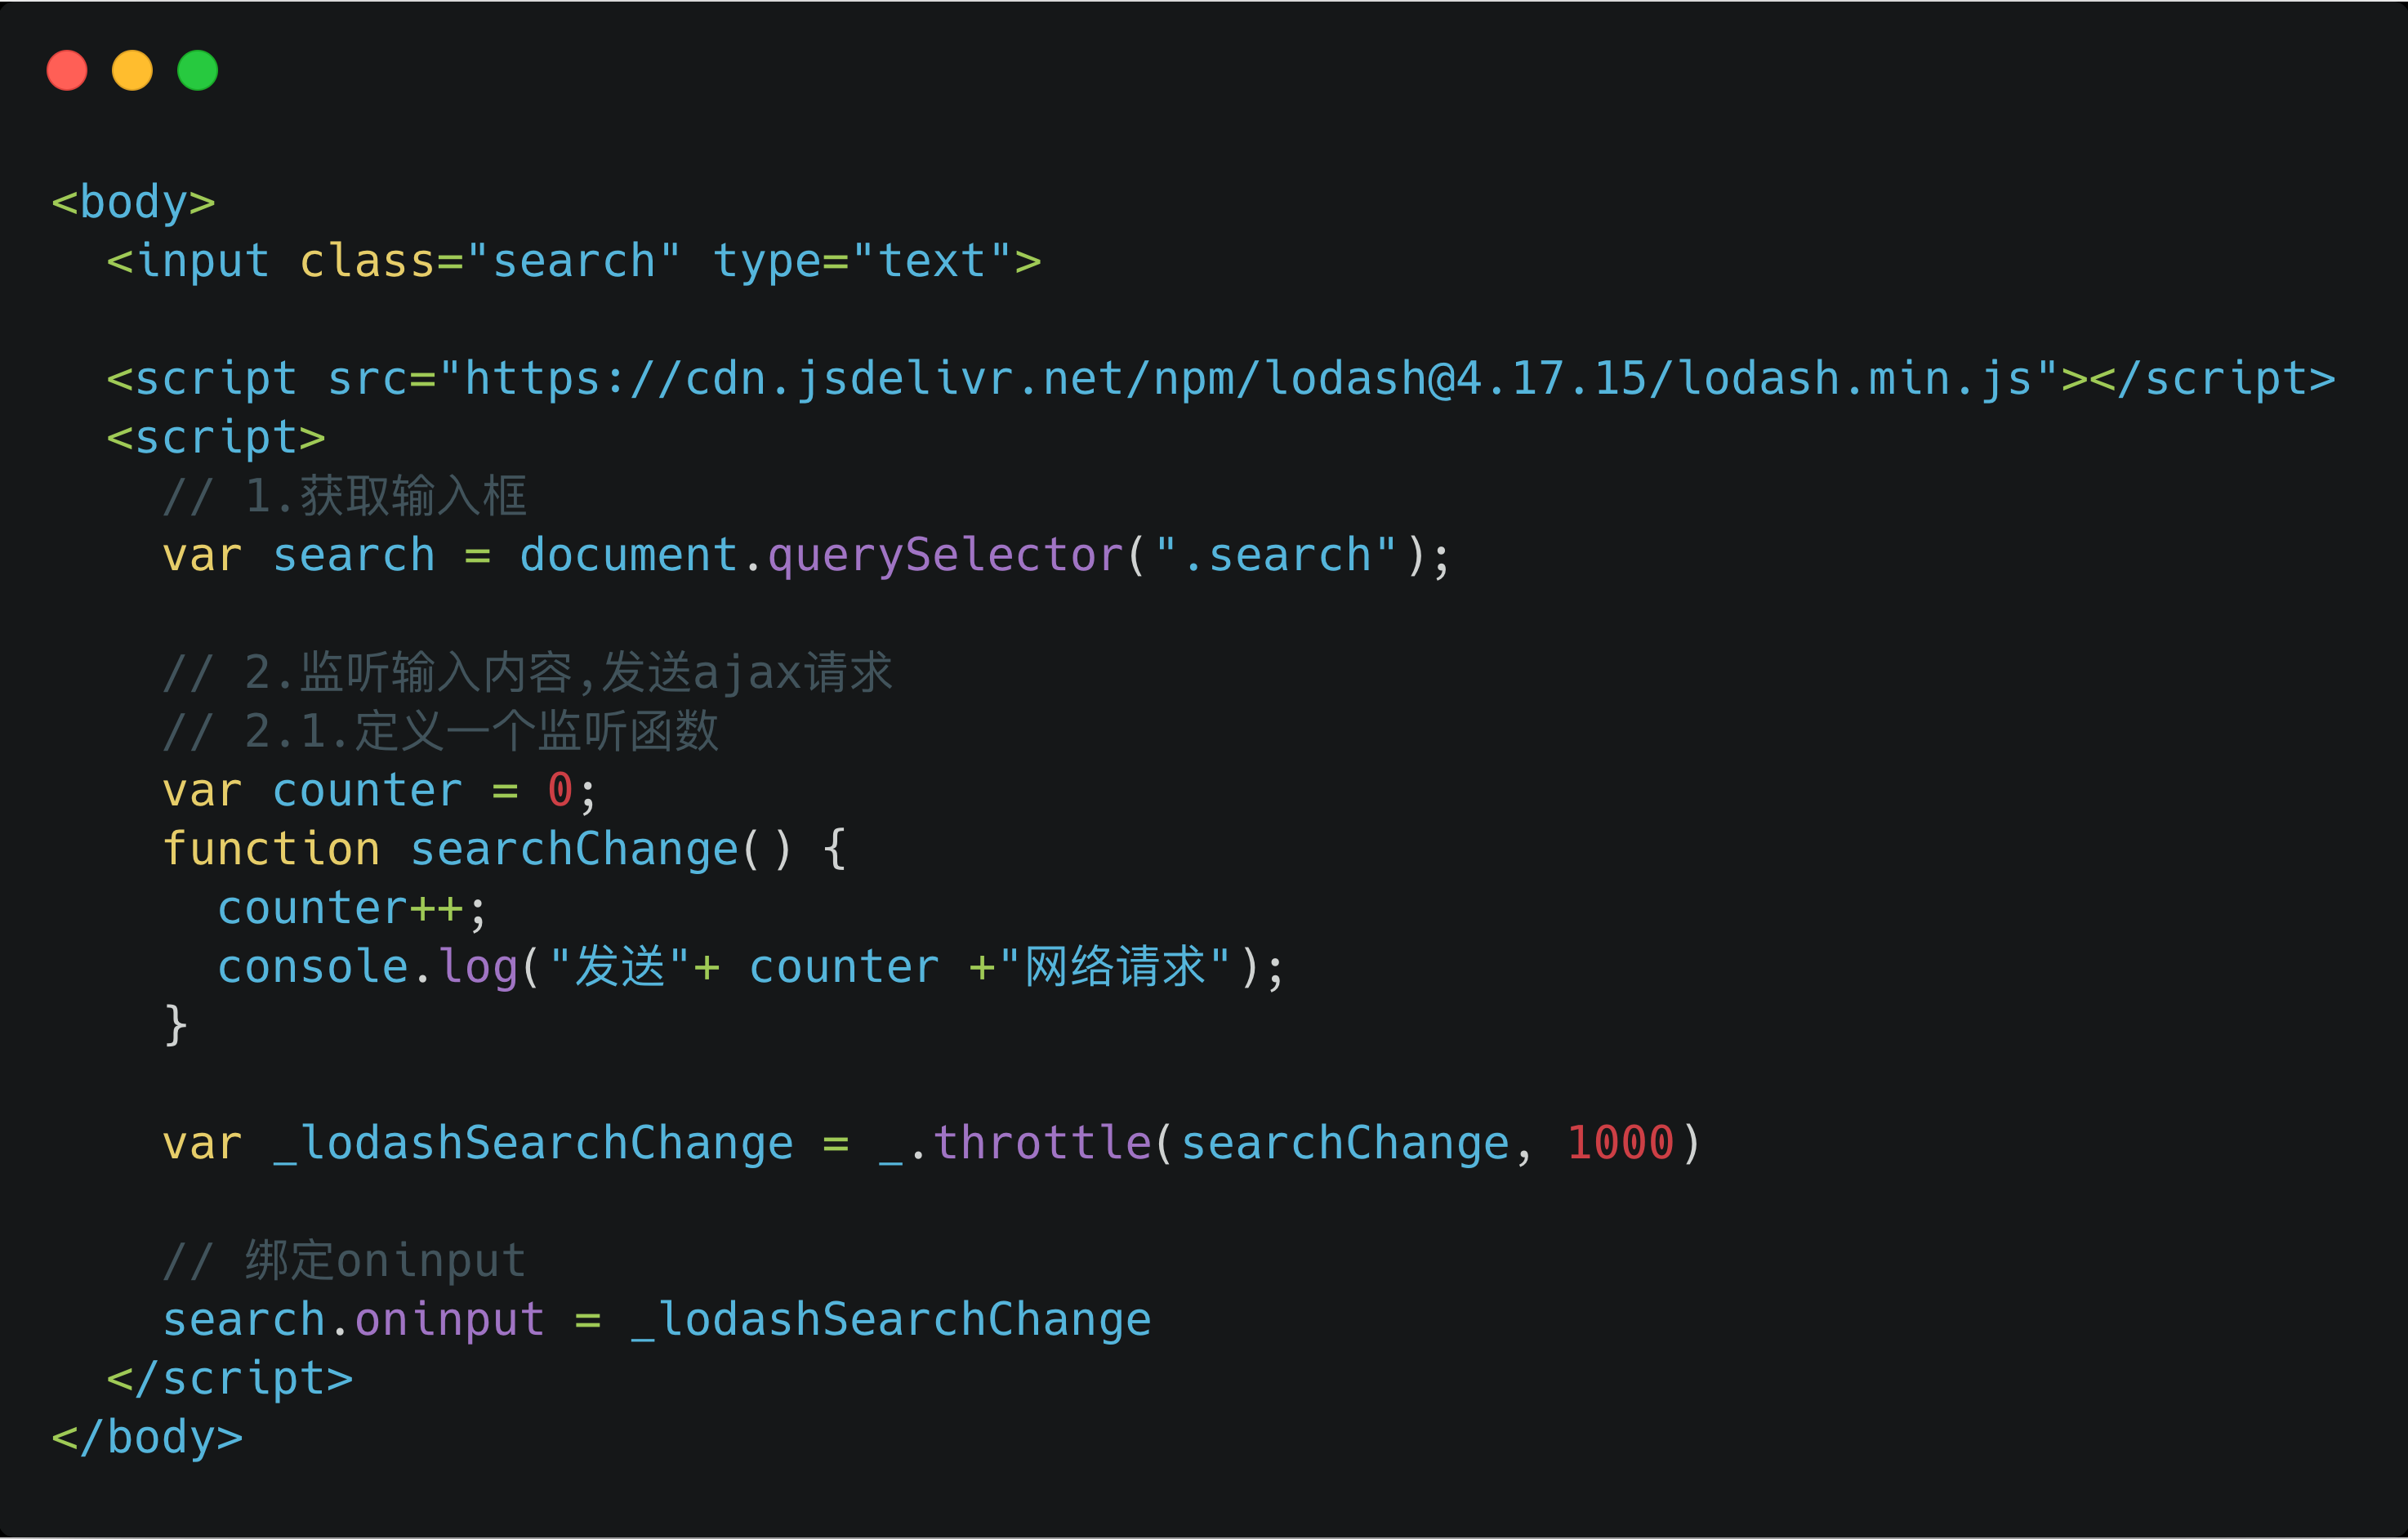 <body>
  <input class="search" type="text">

  <script src="https://cdn.jsdelivr.net/npm/lodash@4.17.15/lodash.min.js"></script>
  <script>
    // 1.获取输入框
    var search = document.querySelector(".search");

    // 2.监听输入内容,发送ajax请求
    // 2.1.定义一个监听函数
    var counter = 0;
    function searchChange() {
      counter++;
      console.log("发送"+ counter +"网络请求");
    }

    var _lodashSearchChange = _.throttle(searchChange, 1000)

    // 绑定oninput
    search.oninput = _lodashSearchChange
  </script>
</body>